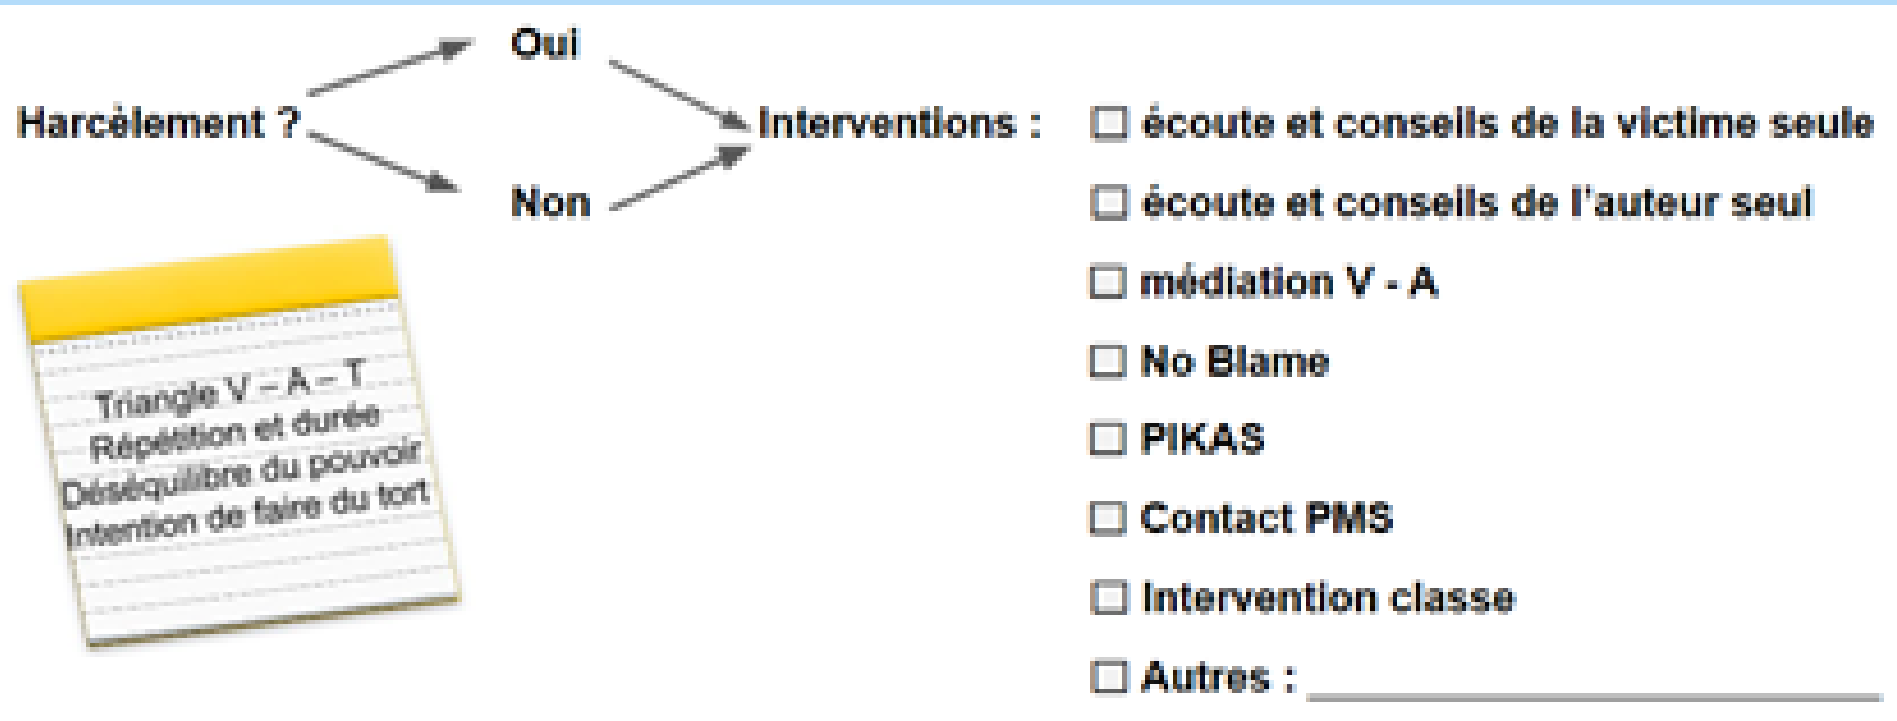 Oui
Harcèlement ?
Non
Interventions :
☐ écoute et conseils de la victime seule
☐ écoute et conseils de l'auteur seul
☐ médiation V - A
☐ No Blame
☐ PIKAS
☐ Contact PMS
☐ Intervention classe
☐ Autres :
Triangle V – A – T
Répétition et durée
Déséquilibre du pouvoir
Intention de faire du tort